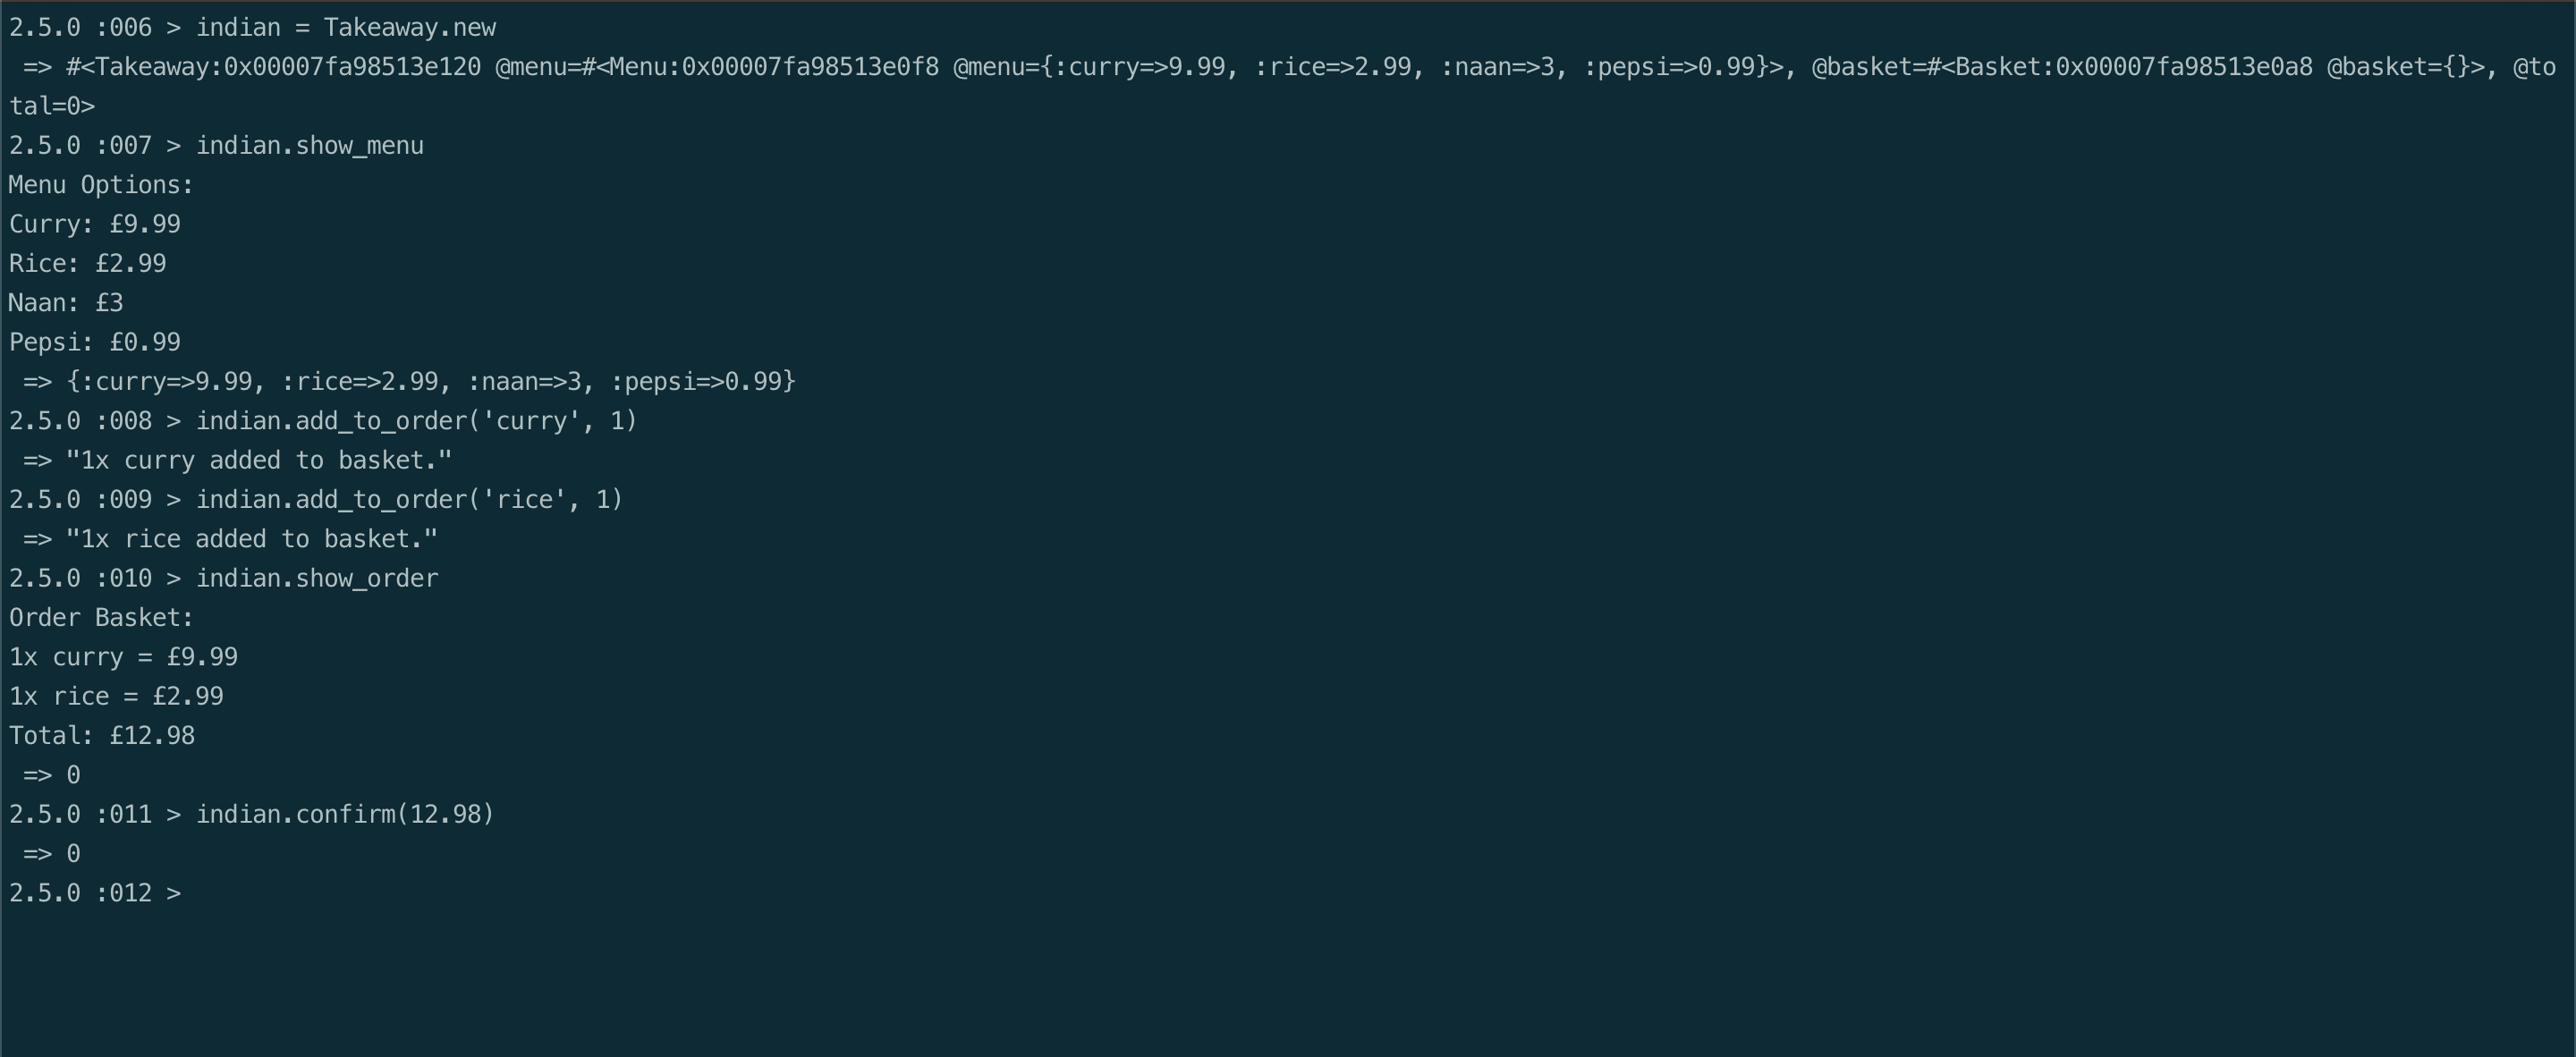 2.5.0 :006 > indian = Takeaway.new
 => #<Takeaway:0x00007fa98513e120 @menu=#<Menu:0x00007fa98513e0f8 @menu={:curry=>9.99, :rice=>2.99, :naan=>3, :pepsi=>0.99}>, @basket=#<Basket:0x00007fa98513e0a8 @basket={}>, @to
tal=0>
2.5.0 :007 > indian.show_menu
Menu Options:
Curry: £9.99
Rice: £2.99
Naan: £3
Pepsi: £0.99
 => {:curry=>9.99, :rice=>2.99, :naan=>3, :pepsi=>0.99}
2.5.0 :008 > indian.add_to_order('curry', 1)
 => "1x curry added to basket."
2.5.0 :009 > indian.add_to_order('rice', 1)
 => "1x rice added to basket."
2.5.0 :010 > indian.show_order
Order Basket:
1x curry = £9.99
1x rice = £2.99
Total: £12.98
 => 0
2.5.0 :011 > indian.confirm(12.98)
 => 0
2.5.0 :012 >